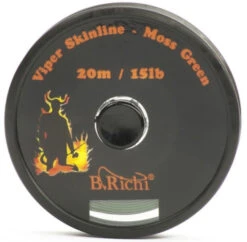 Viper Skinline - Moss Green
20m / 15lb
B.Richi®